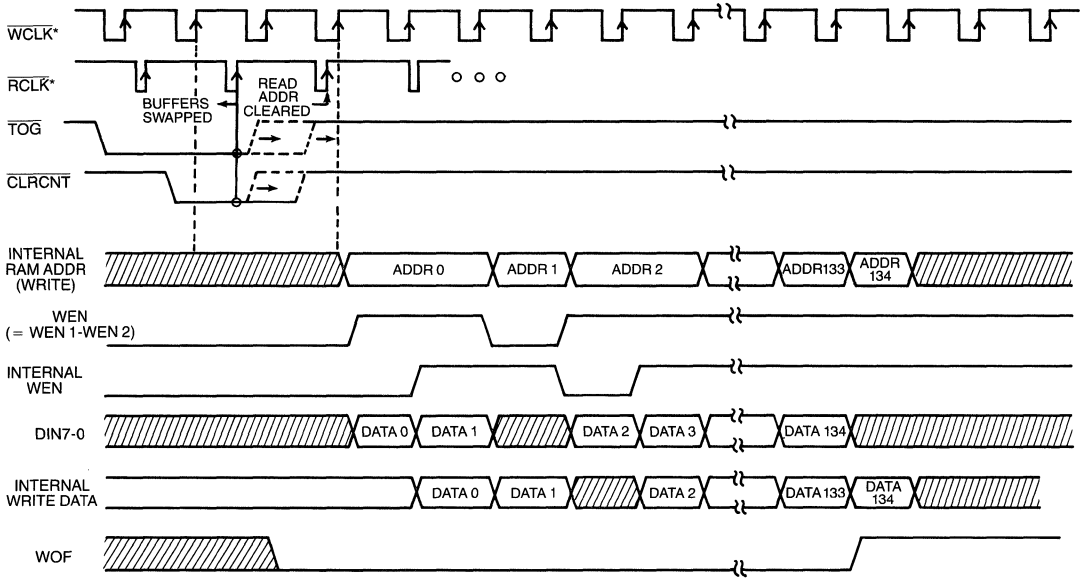 WCLK*
RCLK*
BUFFERS
SWAPPED
READ
ADDR
CLEARED
TOG
CLRCNT
INTERNAL
RAM ADDR
(WRITE)
ADDR 0
ADDR 1
ADDR 2
ADDR133
ADDR
134
WEN
(= WEN 1-WEN 2)
INTERNAL
WEN
DIN7-0
DATA 0
DATA 1
DATA 2
DATA 3
DATA 134
INTERNAL
WRITE DATA
DATA 0
DATA 1
DATA 2
DATA 133
DATA
134
WOF